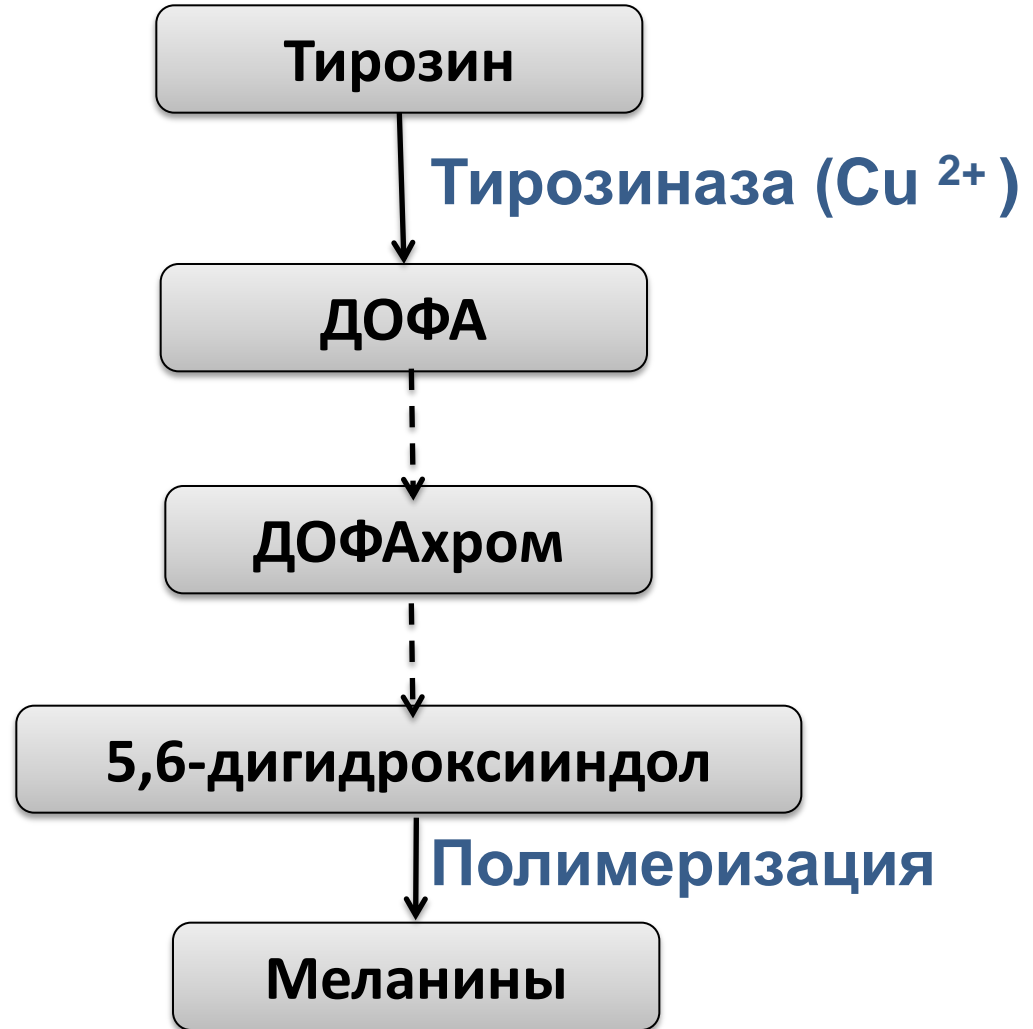 Тирозин
Тирозиназа (Cu ²⁺ )
ДОФА
ДОФАхром
5,6-дигидроксииндол
Полимеризация
Меланины